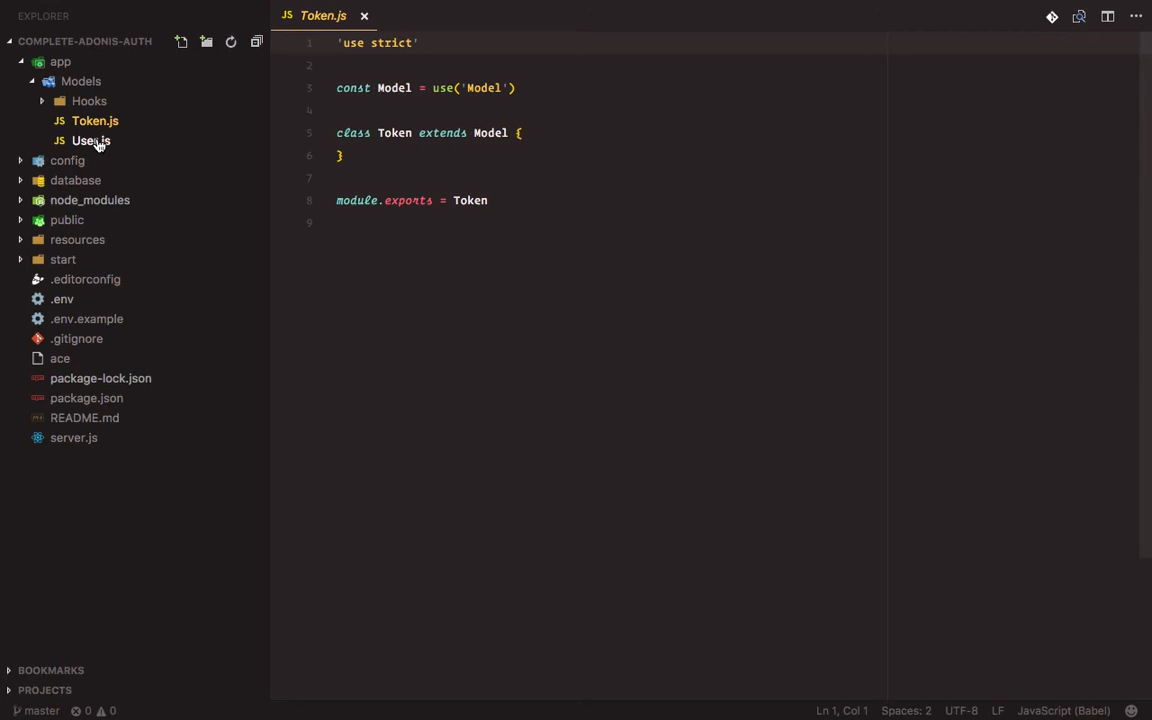 EXPLORER
COMPLETE-ADONIS-AUTH
app
Models
Hooks
JS Token.js
JS User.js
config
database
node_modules
public
resources
start
.editorconfig
.env
.env.example
.gitignore
ace
package-lock.json
package.json
README.md
server.js
BOOKMARKS
PROJECTS
JS Token.js
1 'use strict'
2
3 const Model = use('Model')
4
5 class Token extends Model {
6 }
7
8 module.exports = Token
9
master 0 0
Ln 1, Col 1 Spaces: 2 UTF-8 LF JavaScript (Babel)